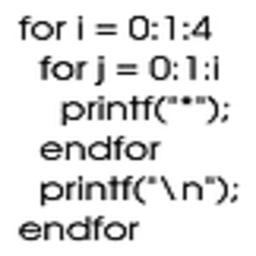 for i = 0:1:4
for j = 0:1:i
printf("*");
endfor
printf("\n");
endfor